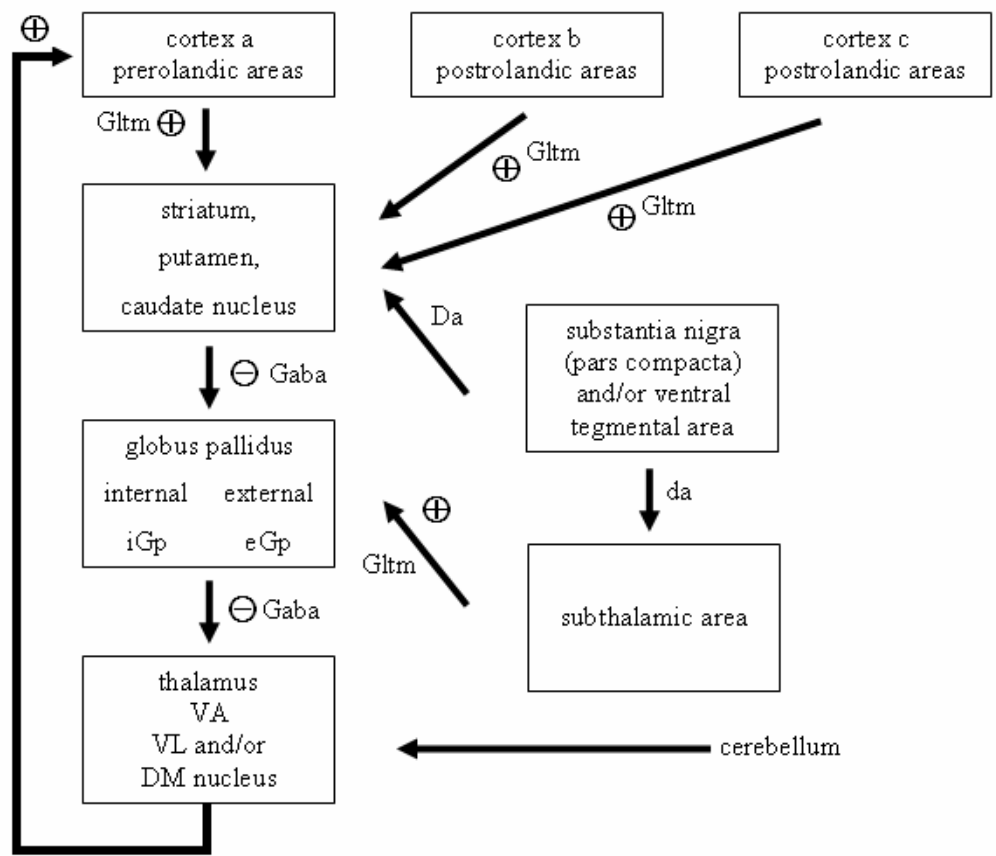 ⊕
cortex a
prerolandic areas
cortex b
postrolandic areas
cortex c
postrolandic areas
Gltm ⊕
⊕ Gltm
⊕ Gltm
striatum,
putamen,
caudate nucleus
Da
substantia nigra
(pars compacta)
and/or ventral
tegmental area
⊖ Gaba
globus pallidus
internal external
iGp eGp
da
⊕
Gltm
subthalamic area
⊖ Gaba
thalamus
VA
VL and/or
DM nucleus
cerebellum